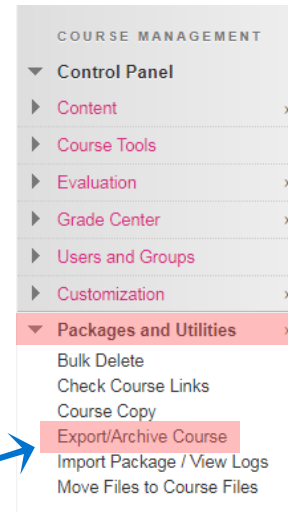 COURSE MANAGEMENT
Control Panel
Content
Course Tools
Evaluation
Grade Center
Users and Groups
Customization
Packages and Utilities
Bulk Delete
Check Course Links
Course Copy
Export/Archive Course
Import Package / View Logs
Move Files to Course Files